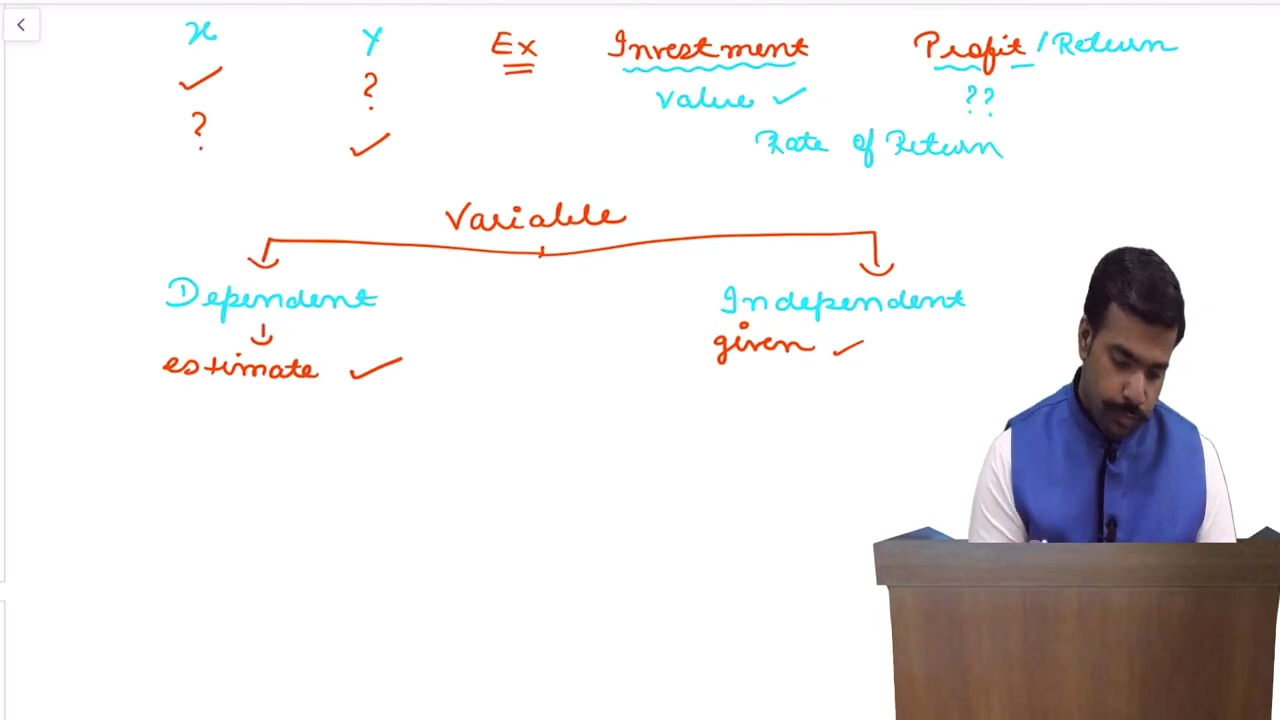 x Y Ex Investment Profit/Return
✓ ? Value ✓ ??
? ✓ Rate of Return
Variable
Dependent Independent
estimate ✓ given ✓